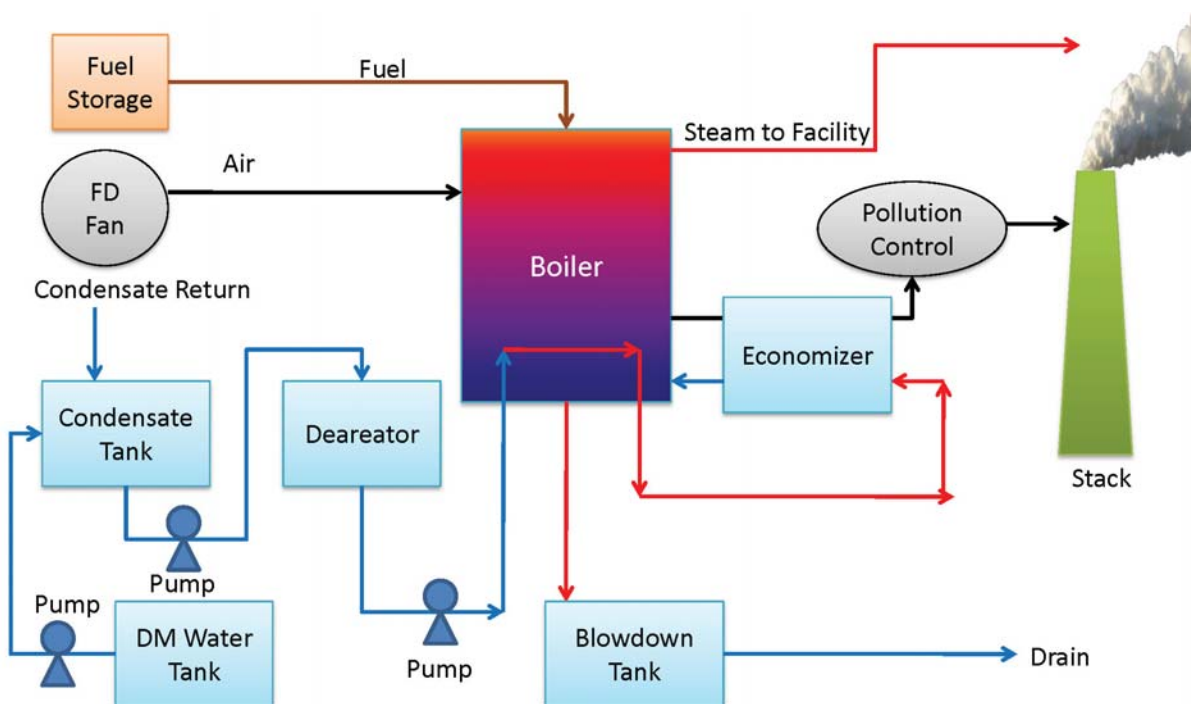 Fuel
Storage
Fuel
Steam to Facility
Air
FD
Fan
Pollution
Control
Boiler
Condensate Return
Economizer
Condensate
Tank
Deareator
Stack
Pump
Pump
DM Water
Tank
Pump
Blowdown
Tank
Drain